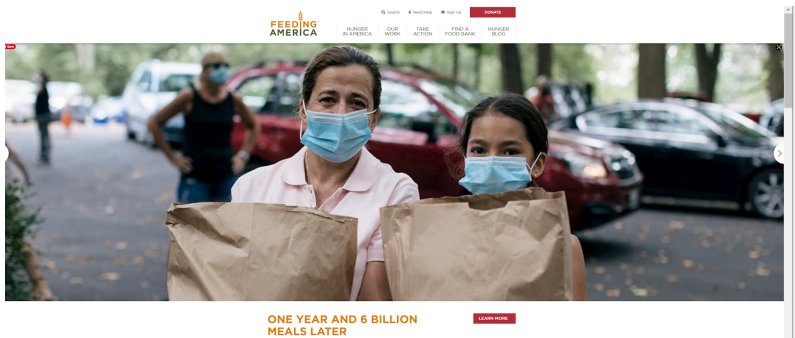 FEEDING
AMERICA
Search
Need Help
Sign Up
DONATE
HUNGER
IN AMERICA
OUR
WORK
TAKE
ACTION
FIND A
FOOD BANK
HUNGER
BLOG
ONE YEAR AND 6 BILLION
MEALS LATER
LEARN MORE